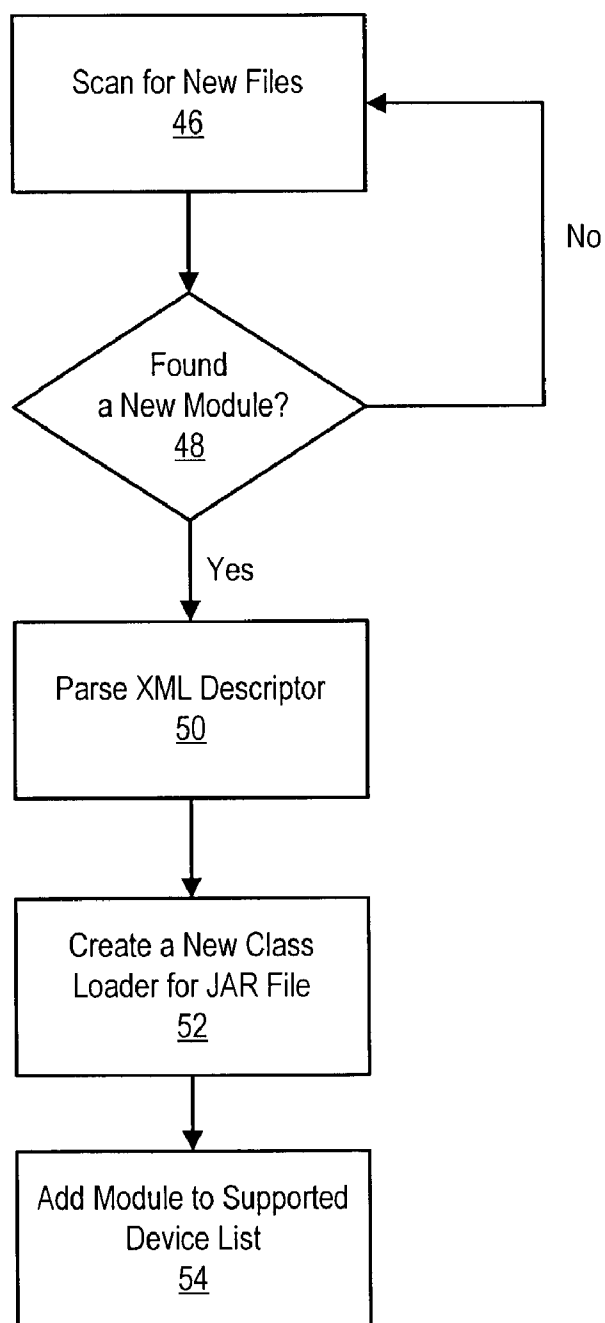 Scan for New Files
46
No
Found
a New Module?
48
Yes
Parse XML Descriptor
50
Create a New Class
Loader for JAR File
52
Add Module to Supported
Device List
54